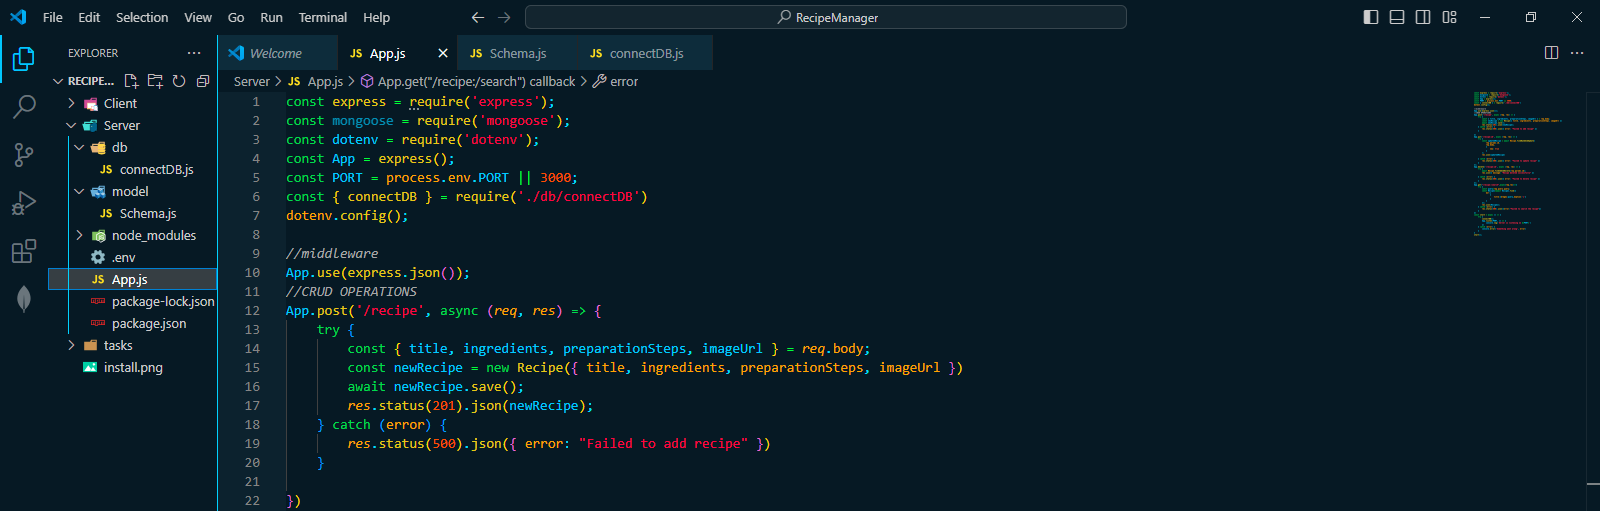 File Edit Selection View Go Run Terminal Help
RecipeManager
EXPLORER
RECIPE...
Client
Server
db
connectDB.js
model
Schema.js
node_modules
.env
App.js
package-lock.json
package.json
tasks
install.png
Welcome
App.js
Schema.js
connectDB.js
Server > App.js > App.get("/recipe:/search") callback > error
1 const express = require('express');
2 const mongoose = require('mongoose');
3 const dotenv = require('dotenv');
4 const App = express();
5 const PORT = process.env.PORT || 3000;
6 const { connectDB } = require('./db/connectDB')
7 dotenv.config();
8
9 //middleware
10 App.use(express.json());
11 //CRUD OPERATIONS
12 App.post('/recipe', async (req, res) => {
13 try {
14 const { title, ingredients, preparationSteps, imageUrl } = req.body;
15 const newRecipe = new Recipe({ title, ingredients, preparationSteps, imageUrl })
16 await newRecipe.save();
17 res.status(201).json(newRecipe);
18 } catch (error) {
19 res.status(500).json({ error: "Failed to add recipe" })
20 }
21
22 })